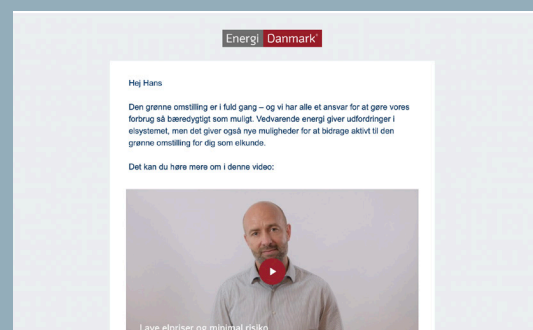 Energi Danmark
Hej Hans
Den grønne omstilling er i fuld gang – og vi har alle et ansvar for at gøre vores
forbrug så bæredygtigt som muligt. Vedvarende energi giver udfordringer i
elsystemet, men det giver også nye muligheder for at bidrage aktivt til den
grønne omstilling for dig som elkunde.
Det kan du høre mere om i denne video:
Lave elpriser og minimal risiko